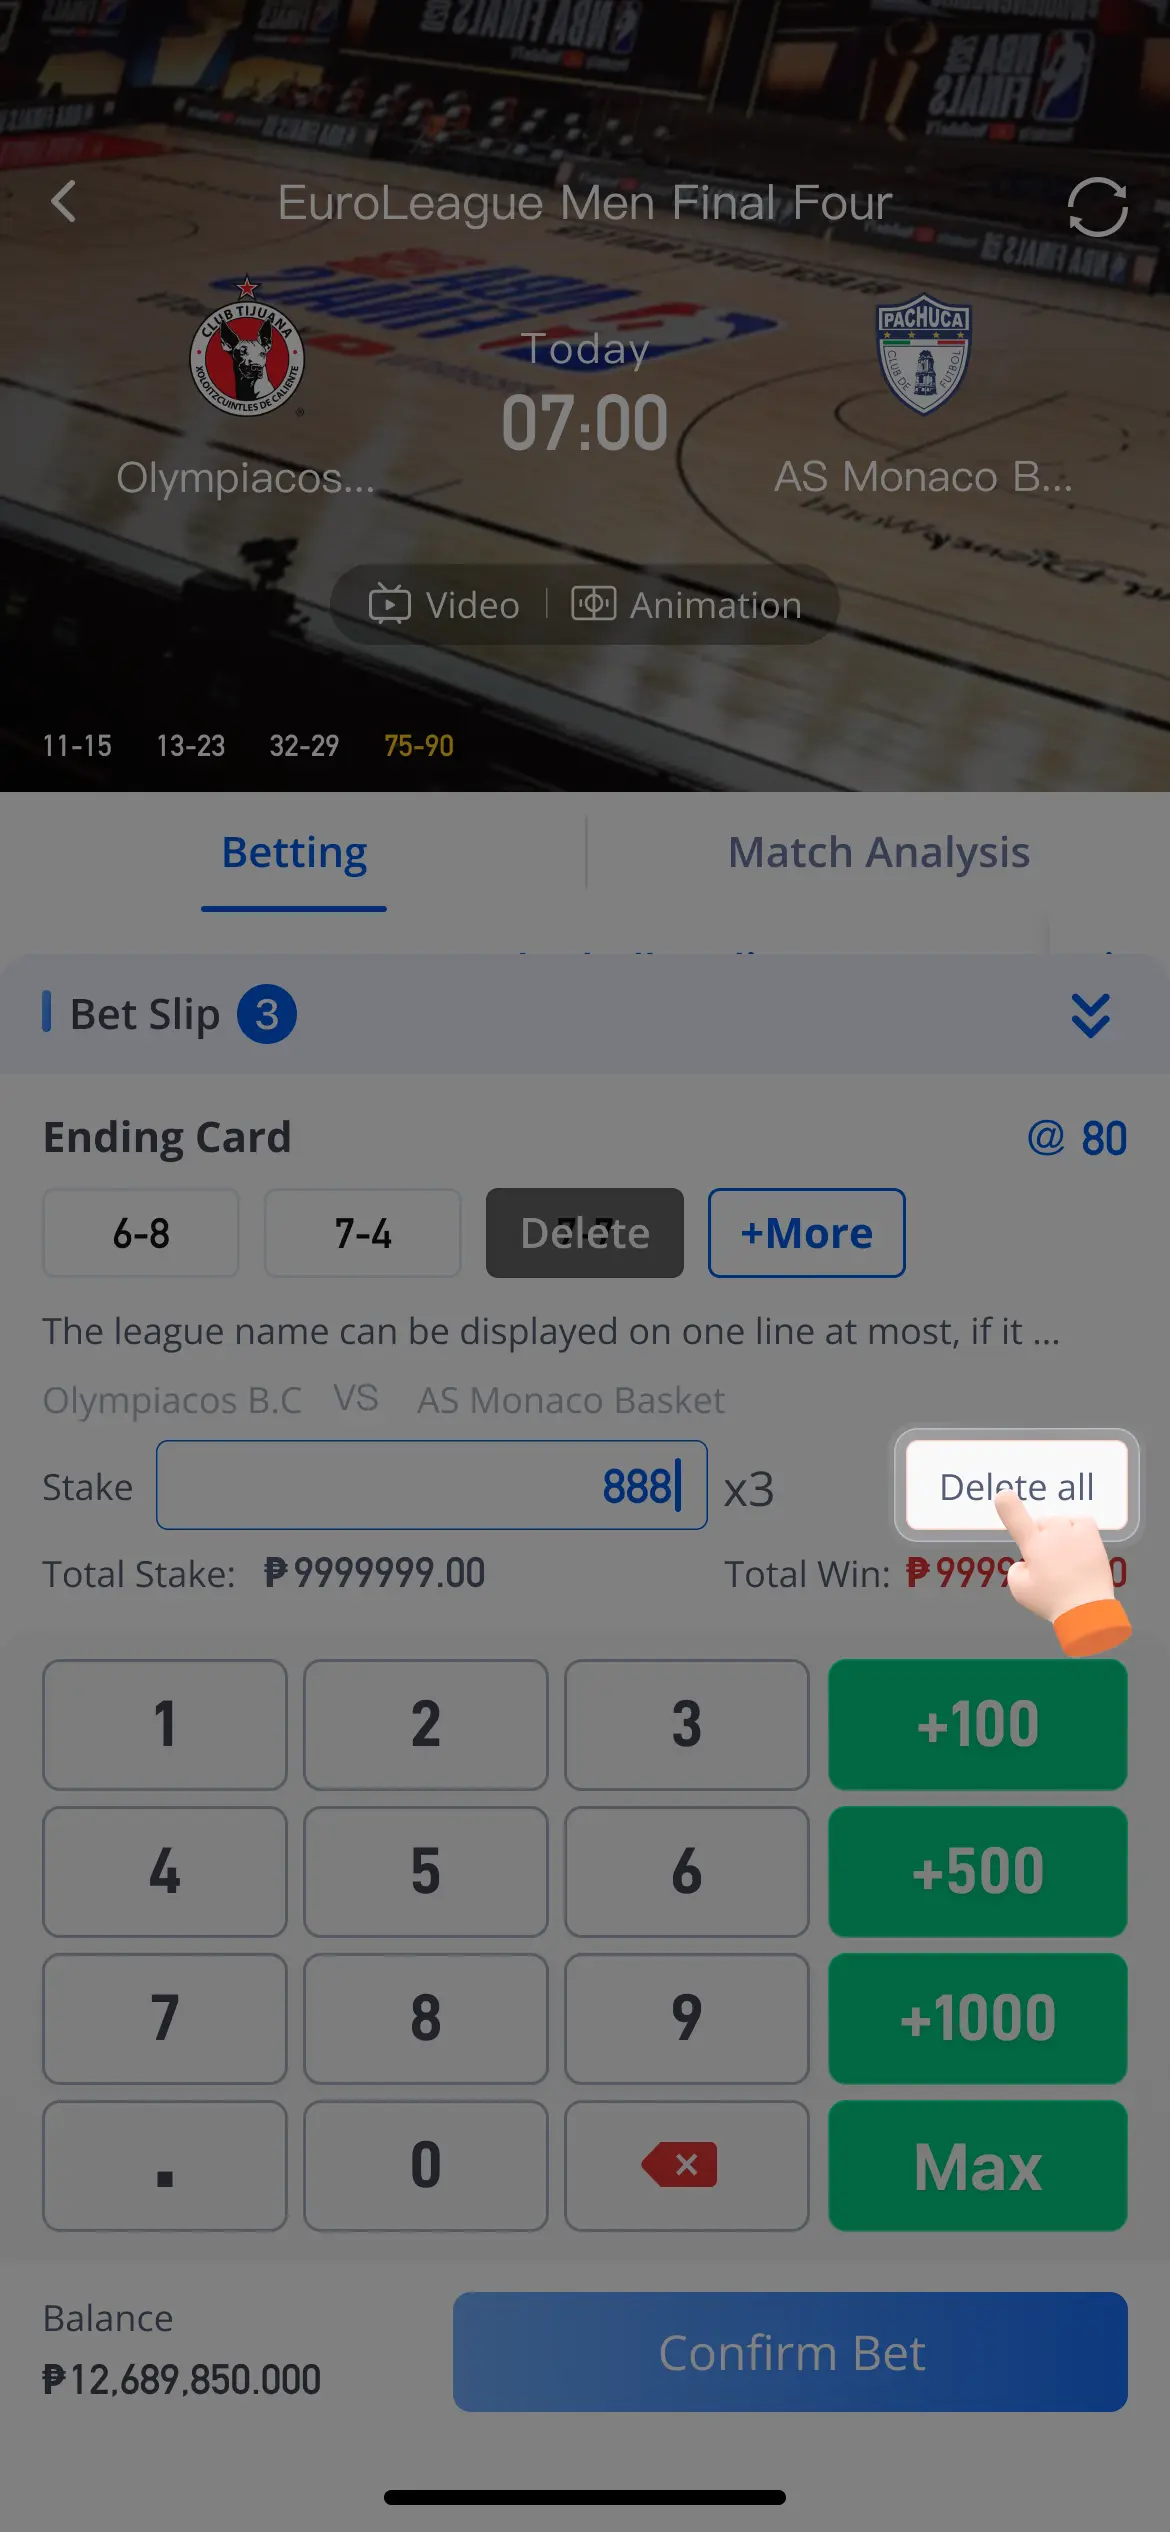 EuroLeague Men Final Four
CLUB TIJUANA
XOLOITZCUINTLES DE CALIENTE
PACHUCA
CLUB DE FUTBOL
Today
07:00
Olympiacos...
AS Monaco B...
Video
Animation
11-15 13-23 32-29 75-90
Betting
Match Analysis
Bet Slip 3
Ending Card
@ 80
6-8
7-4
Delete
+More
The league name can be displayed on one line at most, if it ...
Olympiacos B.C VS AS Monaco Basket
Stake
888
x3
Delete all
Total Stake: ₱9999999.00
Total Win:
1 2 3 +100
4 5 6 +500
7 8 9 +1000
. 0 Max
Balance
₱12,689,850.000
Confirm Bet